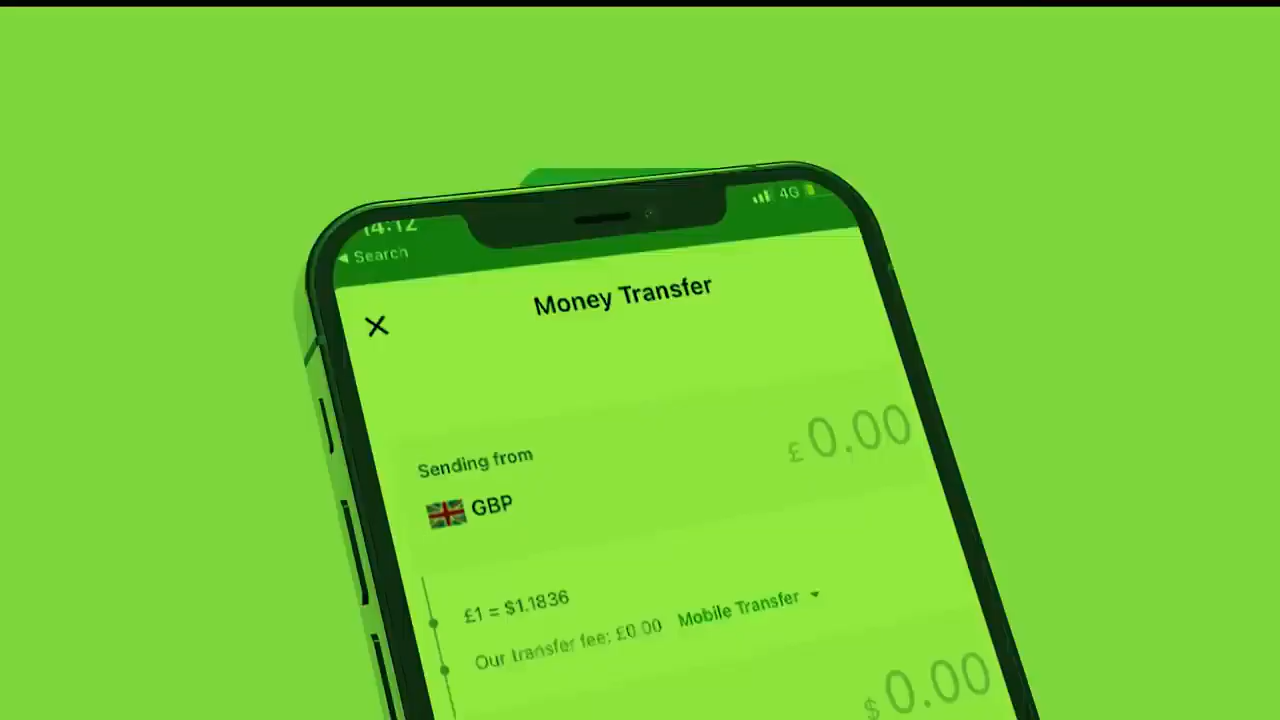 14:12
4G
◀ Search
Money Transfer
Sending from
£0.00
GBP
£1 = $1.1836
Our transfer fee: £0.00 Mobile Transfer
$0.00